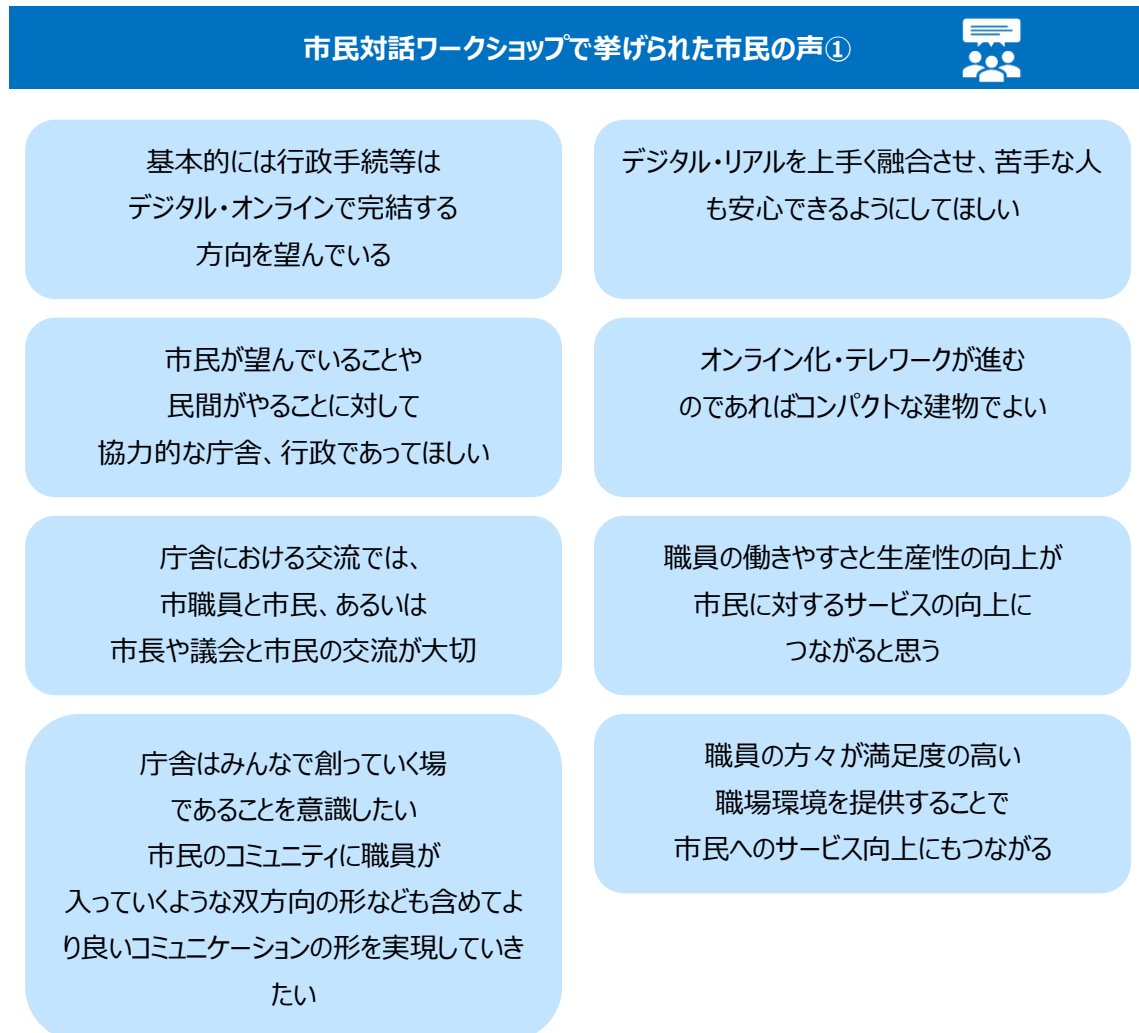 市民対話ワークショップで挙げられた市民の声①
基本的には行政手続等は
デジタル・オンラインで完結する
方向を望んでいる
デジタル・リアルを上手く融合させ、苦手な人
も安心できるようにしてほしい
市民が望んでいることや
民間がやることに対して
協力的な庁舎、行政であってほしい
オンライン化・テレワークが進む
のであればコンパクトな建物でよい
庁舎における交流では、
市職員と市民、あるいは
市長や議会と市民の交流が大切
職員の働きやすさと生産性の向上が
市民に対するサービスの向上に
つながると思う
庁舎はみんなで創っていく場
であることを意識したい
市民のコミュニティに職員が
入っていくような双方向の形なども含めてよ
り良いコミュニケーションの形を実現していき
たい
職員の方々が満足度の高い
職場環境を提供することで
市民へのサービス向上にもつながる